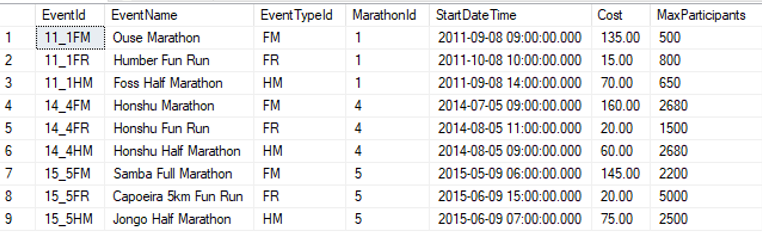 EventId EventName EventTypeId MarathonId StartDateTime Cost MaxParticipants
1 11_1FM Ouse Marathon FM 1 2011-09-08 09:00:00.000 135.00 500
2 11_1FR Humber Fun Run FR 1 2011-10-08 10:00:00.000 15.00 800
3 11_1HM Foss Half Marathon HM 1 2011-09-08 14:00:00.000 70.00 650
4 14_4FM Honshu Marathon FM 4 2014-07-05 09:00:00.000 160.00 2680
5 14_4FR Honshu Fun Run FR 4 2014-08-05 11:00:00.000 20.00 1500
6 14_4HM Honshu Half Marathon HM 4 2014-08-05 09:00:00.000 60.00 2680
7 15_5FM Samba Full Marathon FM 5 2015-05-09 06:00:00.000 145.00 2200
8 15_5FR Capoeira 5km Fun Run FR 5 2015-06-09 15:00:00.000 20.00 5000
9 15_5HM Jongo Half Marathon HM 5 2015-06-09 07:00:00.000 75.00 2500